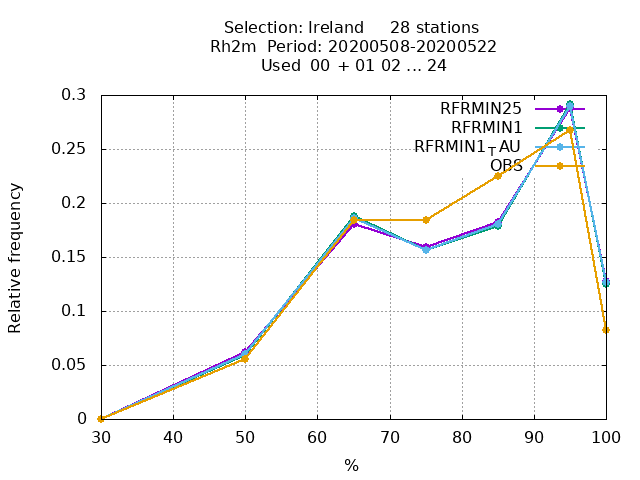 Selection: Ireland 28 stations
Rh2m Period: 20200508-20200522
Used 00 + 01 02 ... 24
Relative frequency
0.3
0.25
0.2
0.15
0.1
0.05
0
RFRMIN25
RFRMIN1
RFRMIN1┬AU
OBS
30 40 50 60 70 80 90 100
%